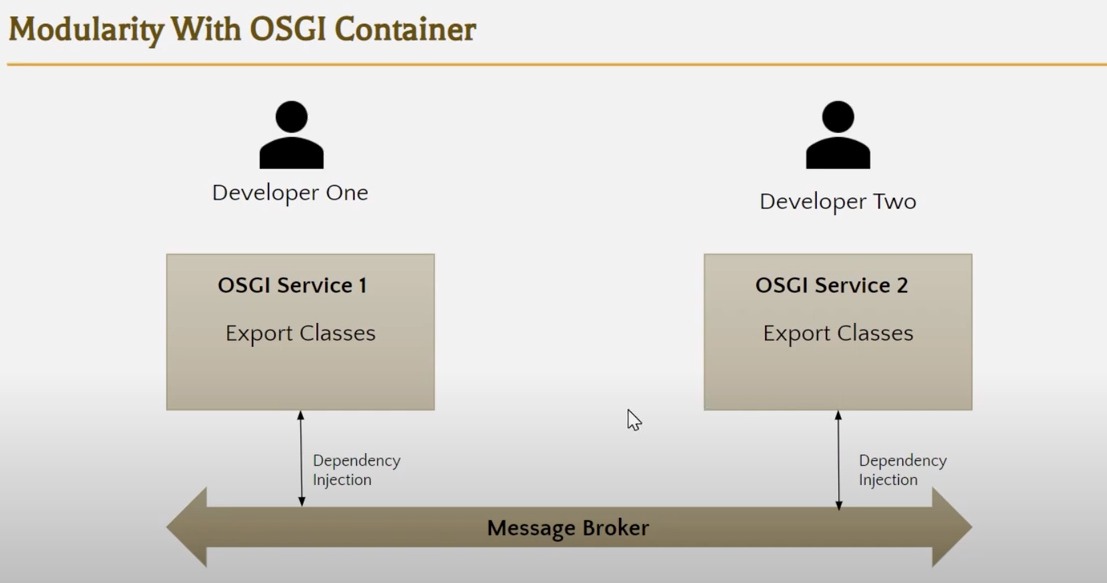 Modularity With OSGI Container
Developer One
Developer Two
OSGI Service 1
Export Classes
OSGI Service 2
Export Classes
Dependency
Injection
Dependency
Injection
Message Broker